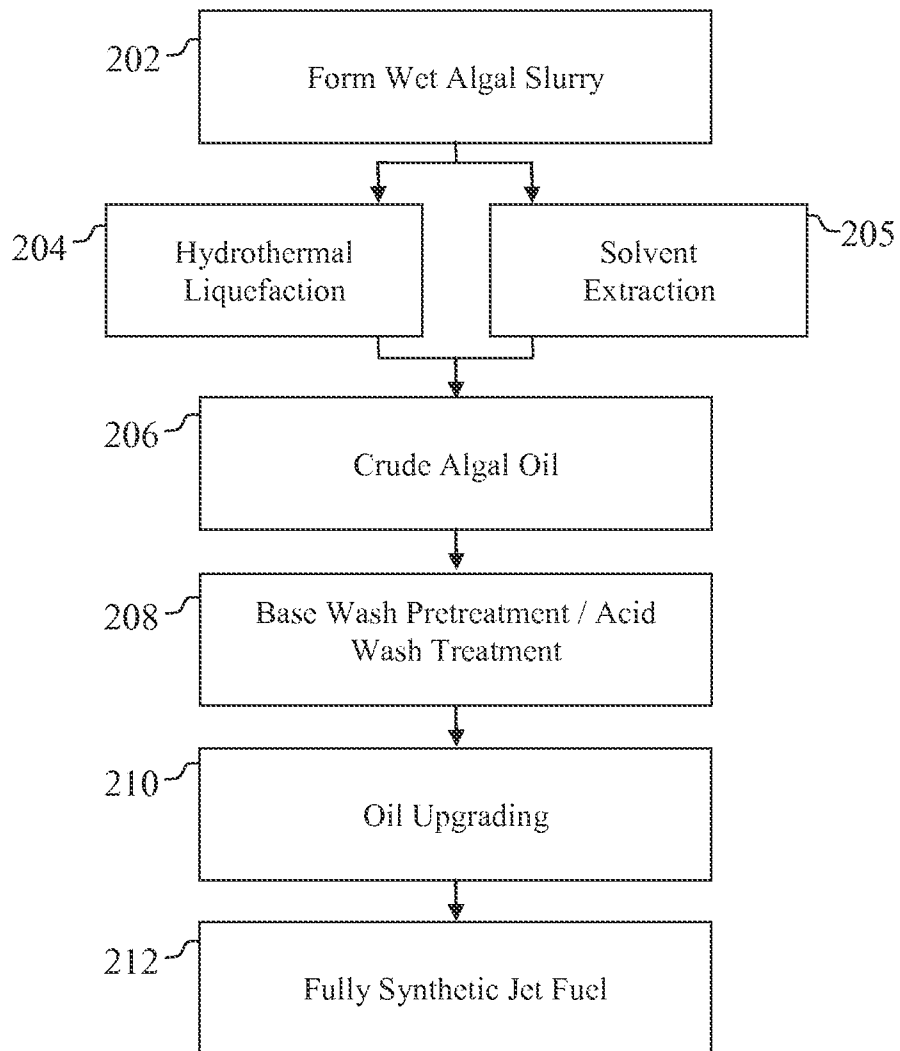 202
Form Wet Algal Slurry
204
Hydrothermal
Liquefaction
Solvent
Extraction
205
206
Crude Algal Oil
208
Base Wash Pretreatment / Acid
Wash Treatment
210
Oil Upgrading
212
Fully Synthetic Jet Fuel